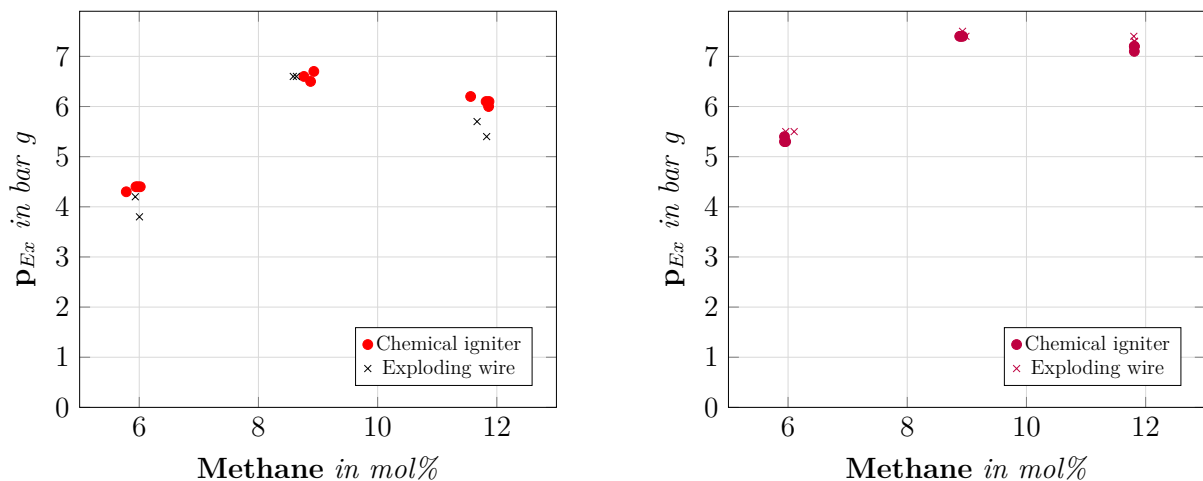 7
6
5
4
3
2
1
0
p_Ex in bar g
Chemical igniter
Exploding wire
6 8 10 12
Methane in mol%
7
6
5
4
3
2
1
0
p_Ex in bar g
Chemical igniter
Exploding wire
6 8 10 12
Methane in mol%